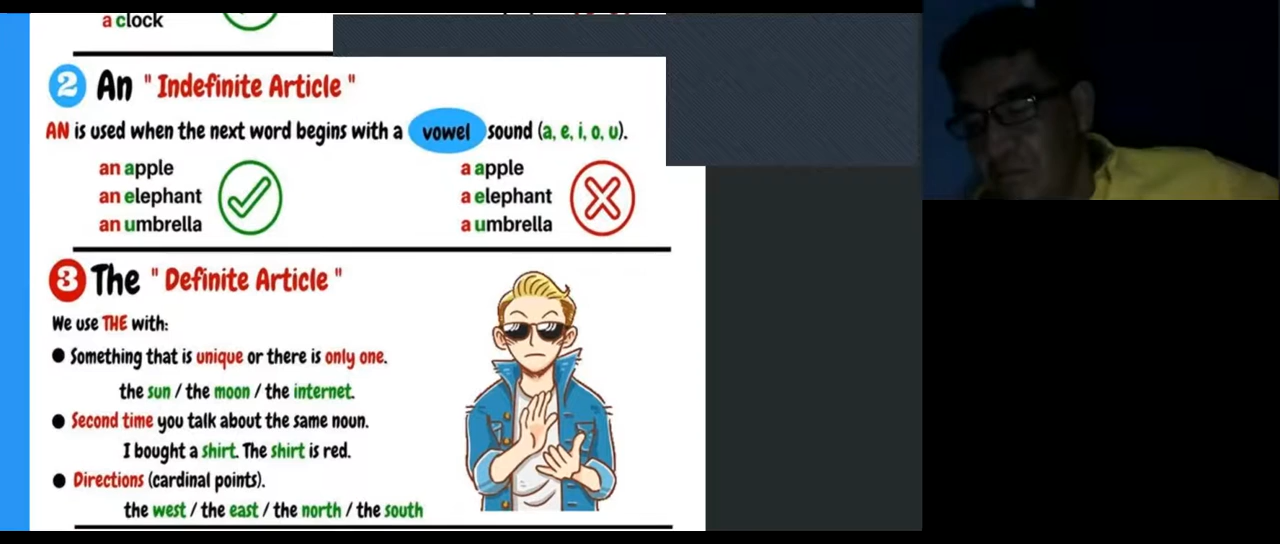 a clock
2 An " Indefinite Article "
AN is used when the next word begins with a vowel sound (a, e, i, o, u).
an apple
an elephant
an umbrella
a apple
a elephant
a umbrella
3 The " Definite Article "
We use THE with:
● Something that is unique or there is only one.
the sun / the moon / the internet.
● Second time you talk about the same noun.
I bought a shirt. The shirt is red.
● Directions (cardinal points).
the west / the east / the north / the south